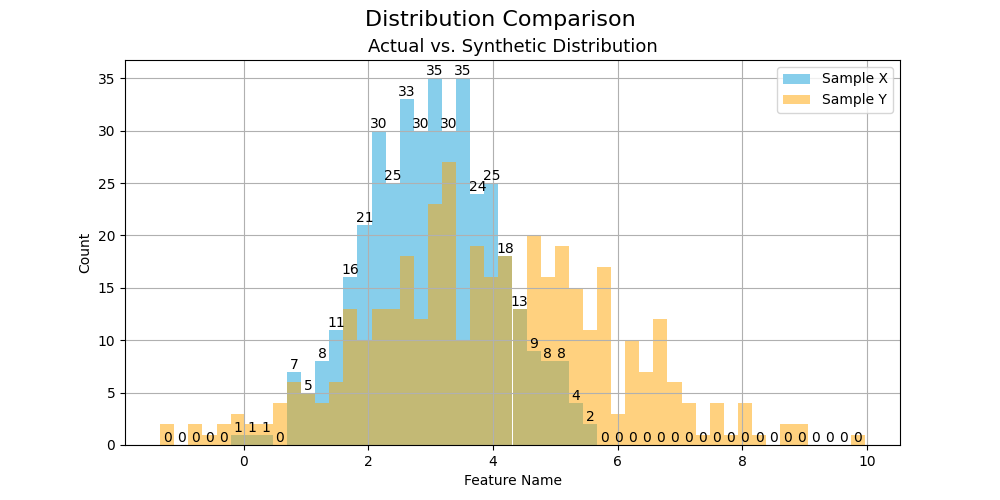 Distribution Comparison
Actual vs. Synthetic Distribution
Sample X
Sample Y
Count
35
30
25
20
15
10
5
0
0 0 0 0 0 1 1 1 0 7 5 8 11 16 21 30 25 33 30 35 30 35 24 25 18 13 9 8 8 4 2 0 0 0 0 0 0 0 0 0 0 0 0 0 0 0 0 0 0 0
0 2 4 6 8 10
Feature Name